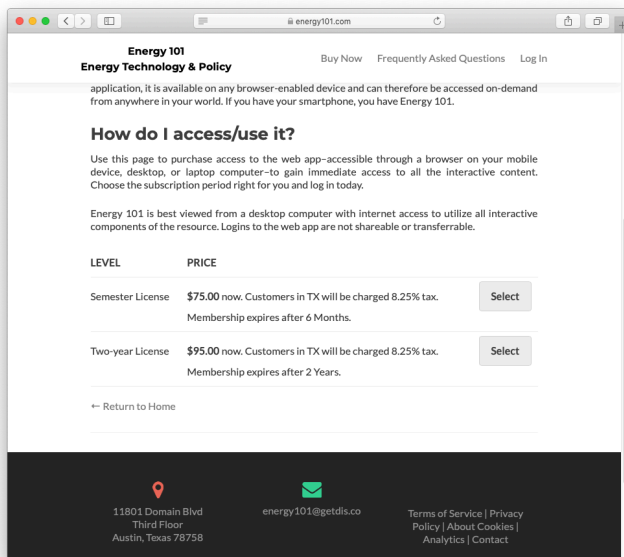 energy101.com
Energy 101
Energy Technology & Policy
Buy Now Frequently Asked Questions Log In
application, it is available on any browser-enabled device and can therefore be accessed on-demand
from anywhere in your world. If you have your smartphone, you have Energy 101.
How do I access/use it?
Use this page to purchase access to the web app–accessible through a browser on your mobile
device, desktop, or laptop computer–to gain immediate access to all the interactive content.
Choose the subscription period right for you and log in today.
Energy 101 is best viewed from a desktop computer with internet access to utilize all interactive
components of the resource. Logins to the web app are not shareable or transferrable.
LEVEL PRICE
Semester License $75.00 now. Customers in TX will be charged 8.25% tax. Select
Membership expires after 6 Months.
Two-year License $95.00 now. Customers in TX will be charged 8.25% tax. Select
Membership expires after 2 Years.
← Return to Home
11801 Domain Blvd
Third Floor
Austin, Texas 78758
energy101@getdis.co
Terms of Service | Privacy
Policy | About Cookies |
Analytics | Contact